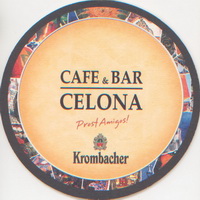 CAFE & BAR
CELONA
Prost Amigos!
Krombacher